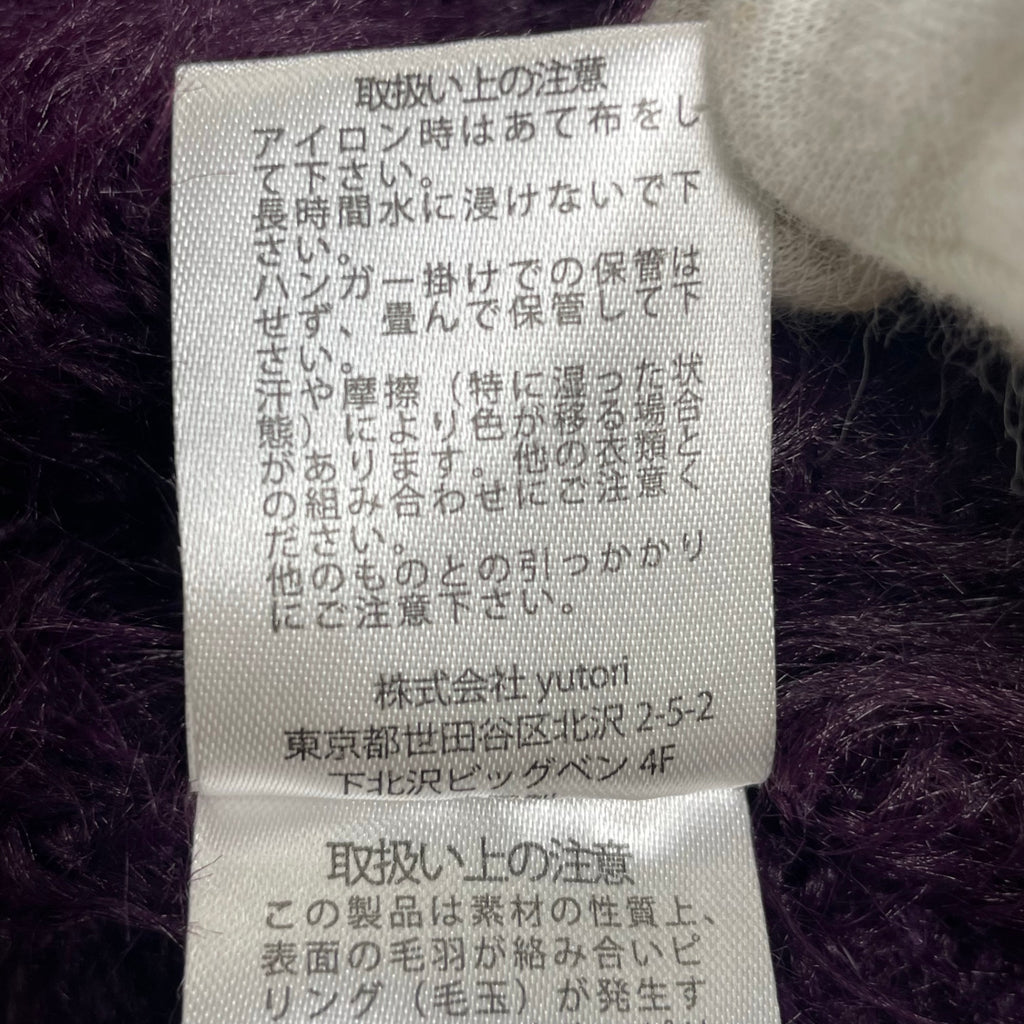 取扱い上の注意
アイロン時はあて布をし
て下さい。
長時間水に浸けないで下
さい。
ハンガー掛けでの保管は
せず、畳んで保管して下
さい。
汗や摩擦(特に湿った状
態)により色が移る場合
があります。他の衣類と
の組み合わせにご注意く
ださい。
他のものとの引っかかり
にご注意下さい。
株式会社 yutori
東京都世田谷区北沢 2-5-2
下北沢ビッグベン 4F
取扱い上の注意
この製品は素材の性質上、
表面の毛羽が絡み合いピ
リング（毛玉）が発生す